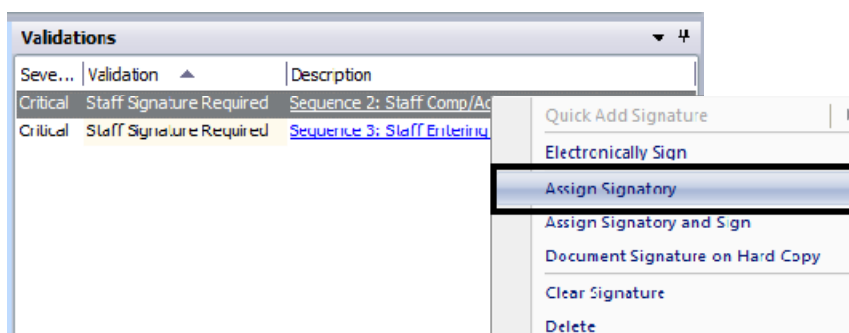 Validations
Seve... Validation Description
Critical Staff Signature Required Sequence 2: Staff Comp/Ac
Critical Staff Signature Required Sequence 3: Staff Entering
Quick Add Signature
Electronically Sign
Assign Signatory
Assign Signatory and Sign
Document Signature on Hard Copy
Clear Signature
Delete